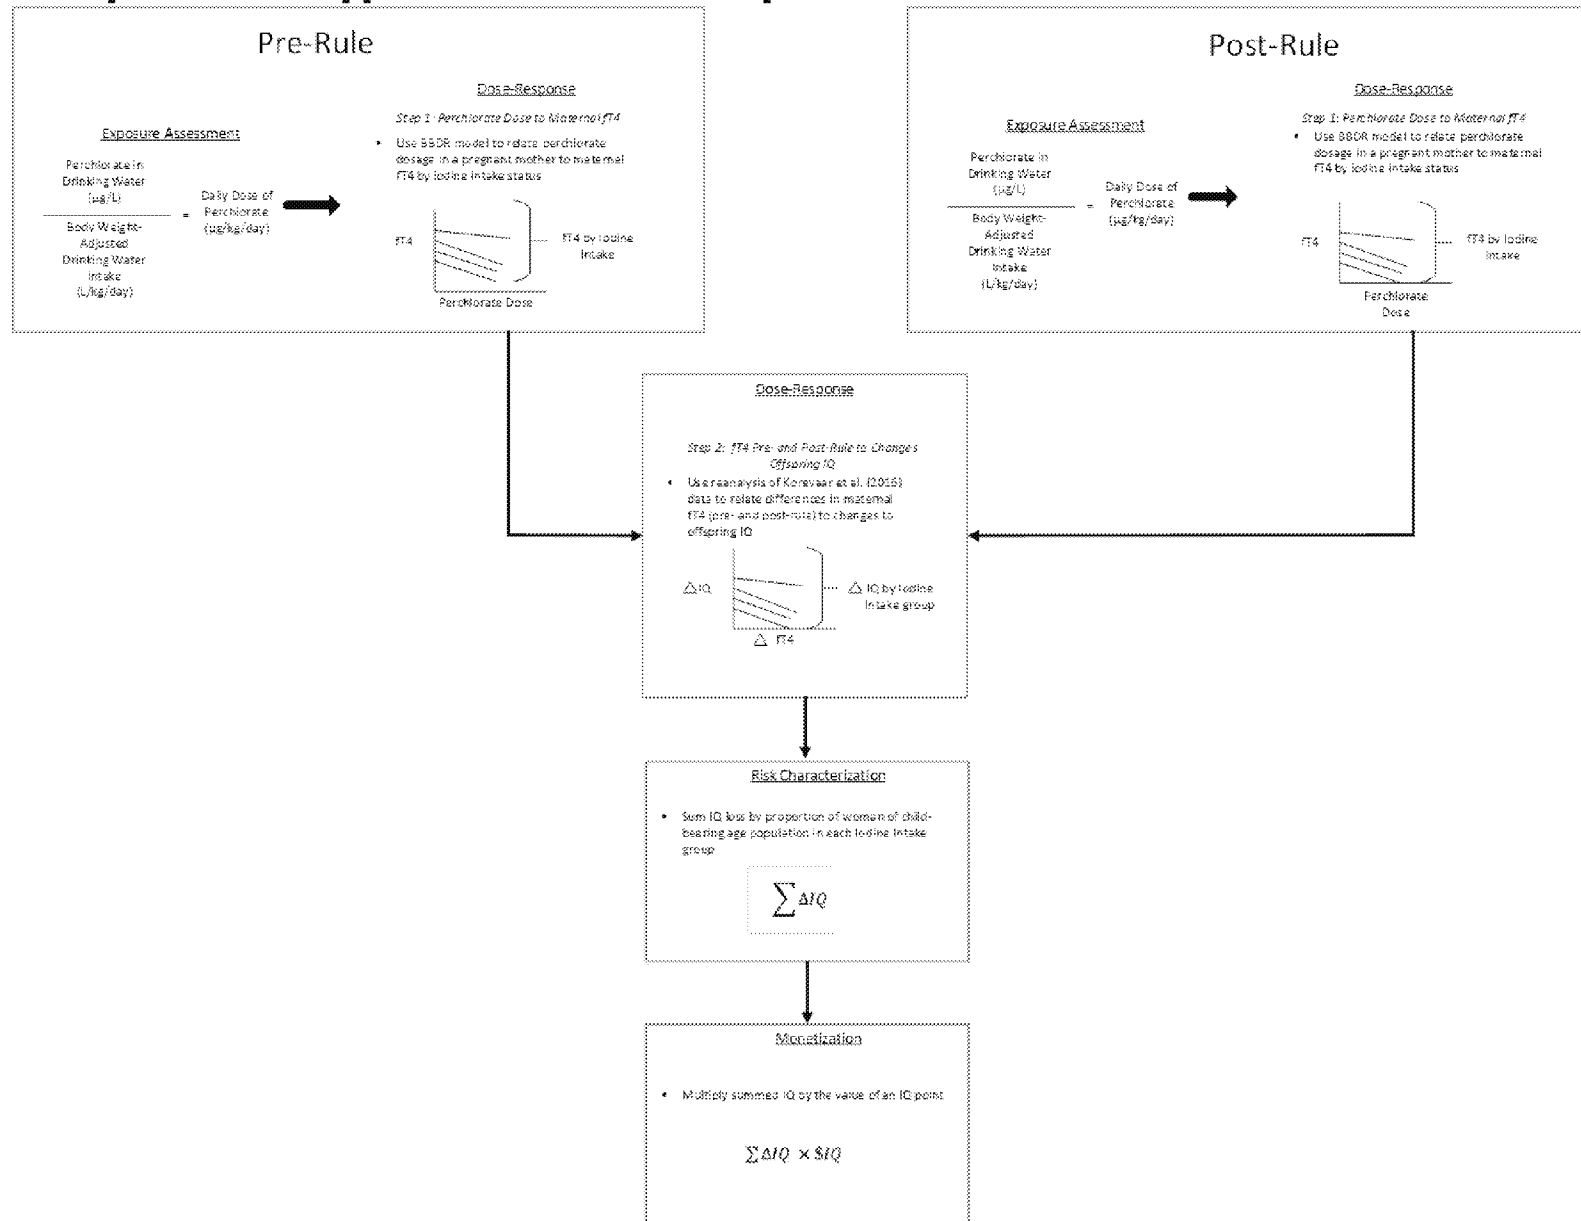 Pre-Rule
Exposure Assessment
Perchlorate in
Drinking Water
(µg/L)
Body Weight-
Adjusted
Drinking Water
Intake
(L/kg/day)
=
Daily Dose of
Perchlorate
(µg/kg/day)
Dose-Response
Step 1: Perchlorate Dose to Maternal fT4
• Use BBDR model to relate perchlorate
dosage in a pregnant mother to maternal
fT4 by iodine intake status
fT4
fT4 by Iodine
Intake
Perchlorate Dose
Post-Rule
Exposure Assessment
Perchlorate in
Drinking Water
(µg/L)
Body Weight-
Adjusted
Drinking Water
Intake
(L/kg/day)
=
Daily Dose of
Perchlorate
(µg/kg/day)
Dose-Response
Step 1: Perchlorate Dose to Maternal fT4
• Use BBDR model to relate perchlorate
dosage in a pregnant mother to maternal
fT4 by iodine intake status
fT4
fT4 by Iodine
Intake
Perchlorate
Dose
Dose-Response
Step 2: fT4 Pre- and Post-Rule to Changes
Offspring IQ
• Use reanalysis of Korevaar et al. (2016)
data to relate differences in maternal
fT4 (pre- and post-rule) to changes to
offspring IQ
△ IQ
△ IQ by Iodine
Intake group
△ fT4
Risk Characterization
• Sum IQ loss by proportion of woman of child-
bearing age population in each Iodine Intake
group
∑ΔIQ
Monetization
• Multiply summed IQ by the value of an IQ point
∑ΔIQ × $IQ